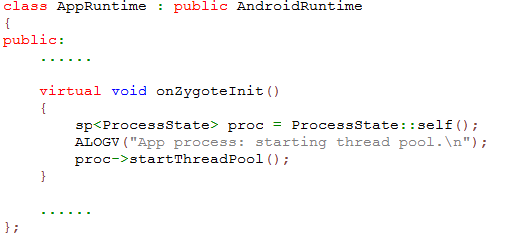 class AppRuntime : public AndroidRuntime
{
public:
    ......
    virtual void onZygoteInit()
    {
        sp<ProcessState> proc = ProcessState::self();
        ALOGV("App process: starting thread pool.\n");
        proc->startThreadPool();
    }
    ......
};